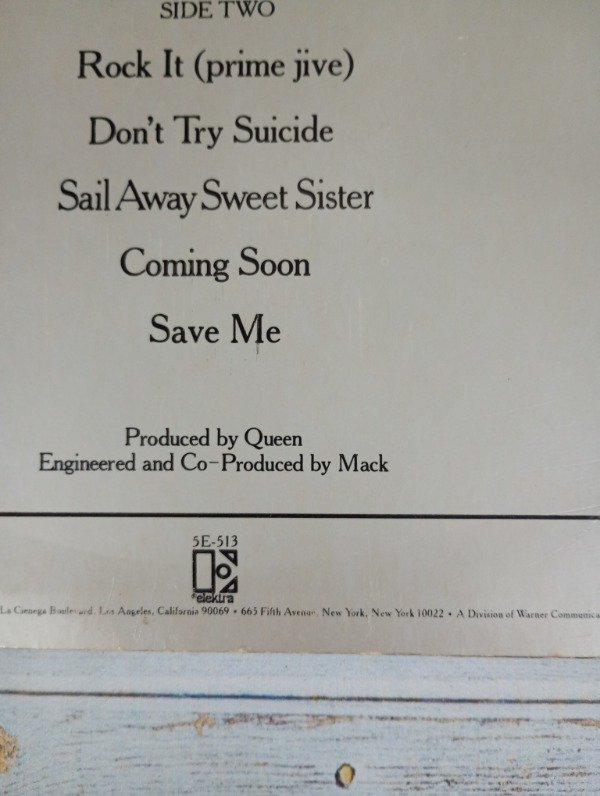 SIDE TWO
Rock It (prime jive)
Don't Try Suicide
Sail Away Sweet Sister
Coming Soon
Save Me
Produced by Queen
Engineered and Co-Produced by Mack
5E-513
elektra
La Cienega Boulevard, Los Angeles, California 90069 • 665 Fifth Avenue, New York, New York 10022 • A Division of Warner Communica